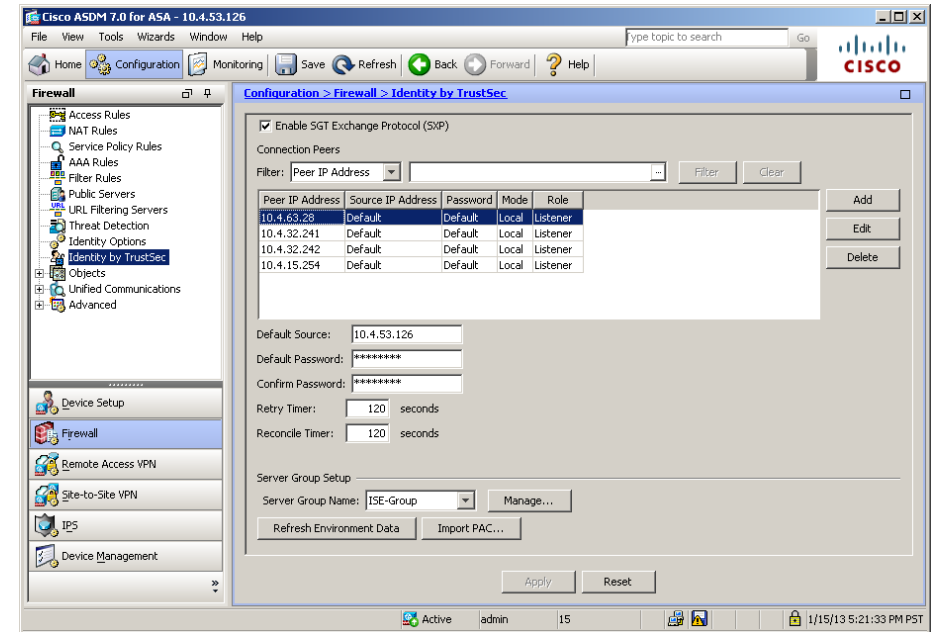 Cisco ASDM 7.0 for ASA - 10.4.53.126
File View Tools Wizards Window Help
Type topic to search Go
Home Configuration Monitoring Save Refresh Back Forward Help
CISCO
Firewall
Access Rules
NAT Rules
Service Policy Rules
AAA Rules
Filter Rules
Public Servers
URL Filtering Servers
Threat Detection
Identity Options
Identity by TrustSec
Objects
Unified Communications
Advanced
Device Setup
Firewall
Remote Access VPN
Site-to-Site VPN
IPS
Device Management
»
Configuration > Firewall > Identity by TrustSec
Enable SGT Exchange Protocol (SXP)
Connection Peers
Filter: Peer IP Address ... Filter Clear
Peer IP Address Source IP Address Password Mode Role
10.4.63.28 Default Default Local Listener
10.4.32.241 Default Default Local Listener
10.4.32.242 Default Default Local Listener
10.4.15.254 Default Default Local Listener
Add
Edit
Delete
Default Source: 10.4.53.126
Default Password: ********
Confirm Password: ********
Retry Timer: 120 seconds
Reconcile Timer: 120 seconds
Server Group Setup
Server Group Name: ISE-Group Manage...
Refresh Environment Data Import PAC...
Apply Reset
Active admin 15 1/15/13 5:21:33 PM PST